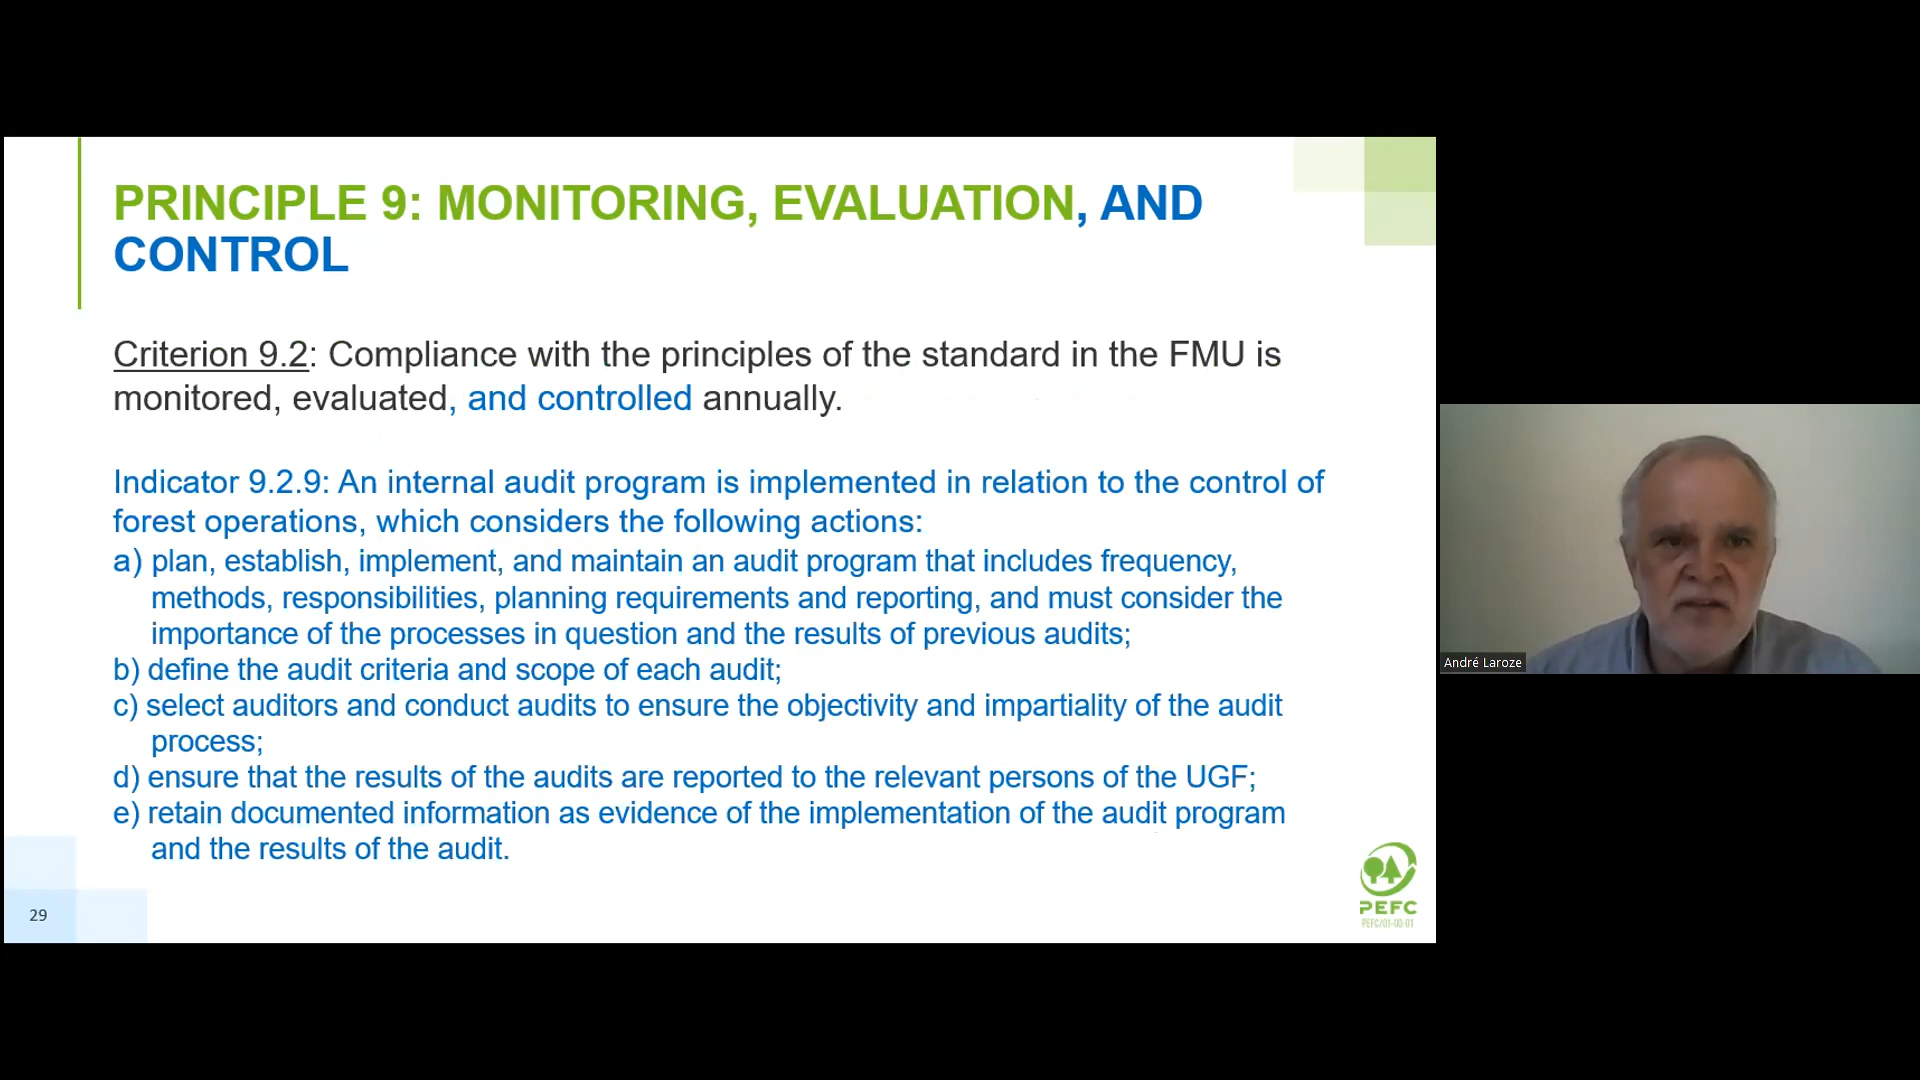 PRINCIPLE 9: MONITORING, EVALUATION, AND
CONTROL
Criterion 9.2: Compliance with the principles of the standard in the FMU is
monitored, evaluated, and controlled annually.
Indicator 9.2.9: An internal audit program is implemented in relation to the control of
forest operations, which considers the following actions:
a) plan, establish, implement, and maintain an audit program that includes frequency,
methods, responsibilities, planning requirements and reporting, and must consider the
importance of the processes in question and the results of previous audits;
b) define the audit criteria and scope of each audit;
c) select auditors and conduct audits to ensure the objectivity and impartiality of the audit
process;
d) ensure that the results of the audits are reported to the relevant persons of the UGF;
e) retain documented information as evidence of the implementation of the audit program
and the results of the audit.
29
PEFC
PEFC/01-00-01
André Laroze